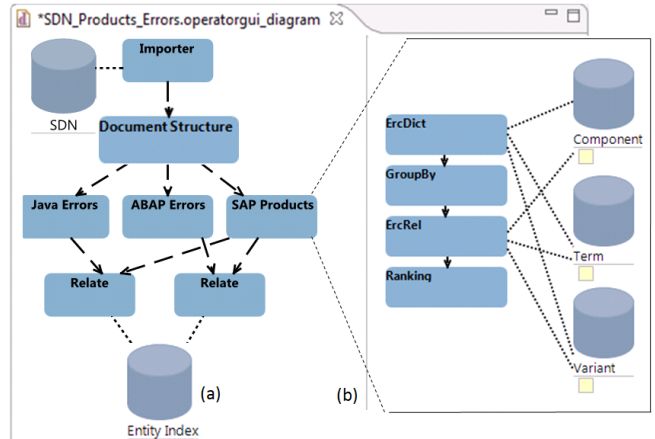 *SDN_Products_Errors.operatorgui_diagram
Importer
SDN
Document Structure
Java Errors
ABAP Errors
SAP Products
Relate
Relate
Entity Index
(a)
(b)
ErcDict
GroupBy
ErcRel
Ranking
Component
Term
Variant